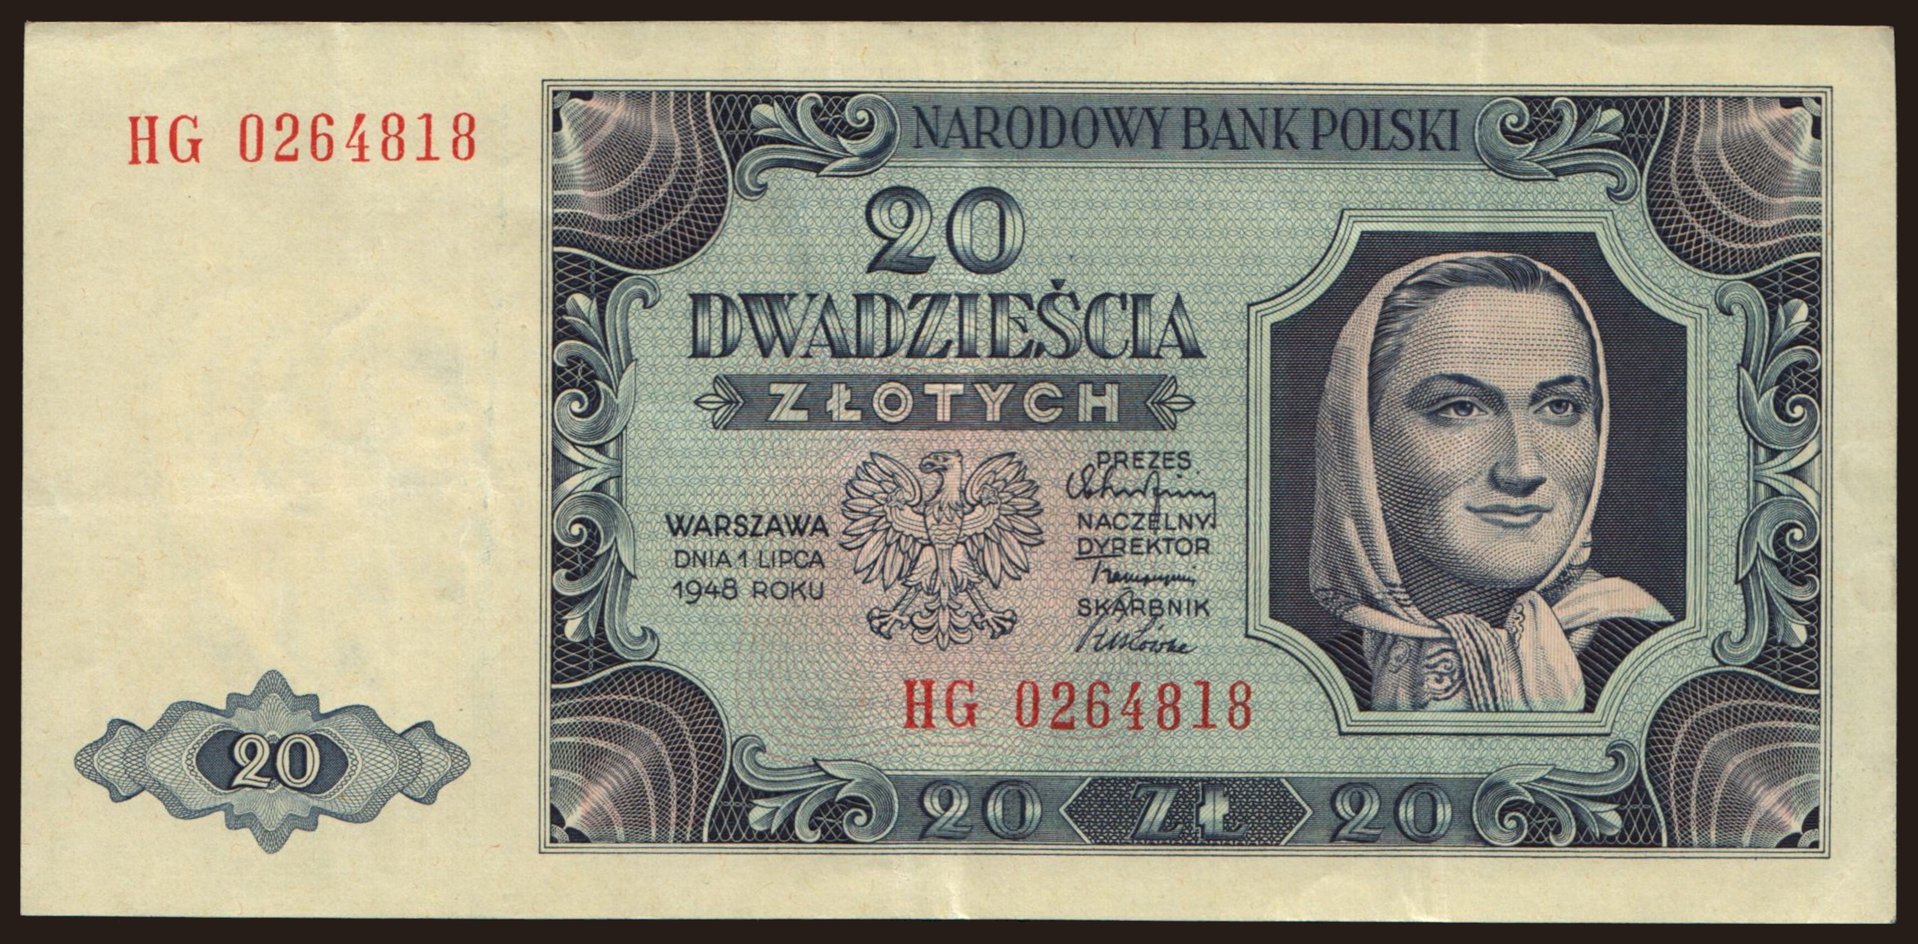 HG 0264818
NARODOWY BANK POLSKI
20
DWADZIEŚCIA
ZŁOTYCH
WARSZAWA
DNIA 1 LIPCA
1948 ROKU
PREZES
NACZELNY
DYREKTOR
SKARBNIK
HG 0264818
20
20 ZŁ 20